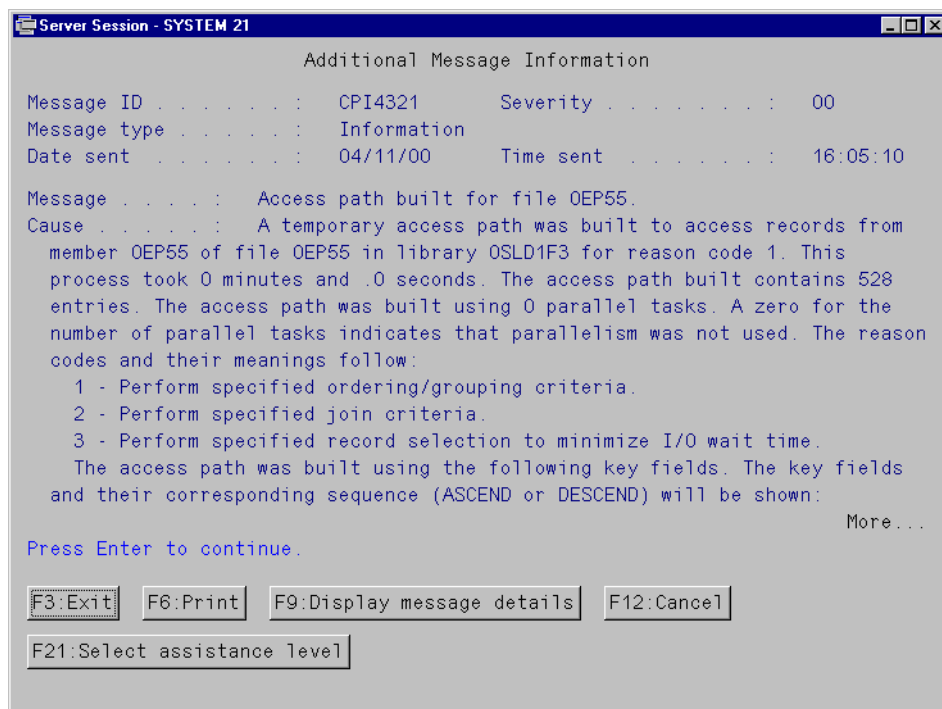 Server Session - SYSTEM 21
Additional Message Information
Message ID . . . . . . : CPI4321 Severity . . . . . . . : 00
Message type . . . . . : Information
Date sent . . . . . . : 04/11/00 Time sent . . . . . . : 16:05:10
Message . . . . : Access path built for file OEP55.
Cause . . . . . : A temporary access path was built to access records from
member OEP55 of file OEP55 in library OSLD1F3 for reason code 1. This
process took 0 minutes and .0 seconds. The access path built contains 528
entries. The access path was built using 0 parallel tasks. A zero for the
number of parallel tasks indicates that parallelism was not used. The reason
codes and their meanings follow:
1 - Perform specified ordering/grouping criteria.
2 - Perform specified join criteria.
3 - Perform specified record selection to minimize I/O wait time.
The access path was built using the following key fields. The key fields
and their corresponding sequence (ASCEND or DESCEND) will be shown:
More...
Press Enter to continue.
F3:Exit F6:Print F9:Display message details F12:Cancel
F21:Select assistance level